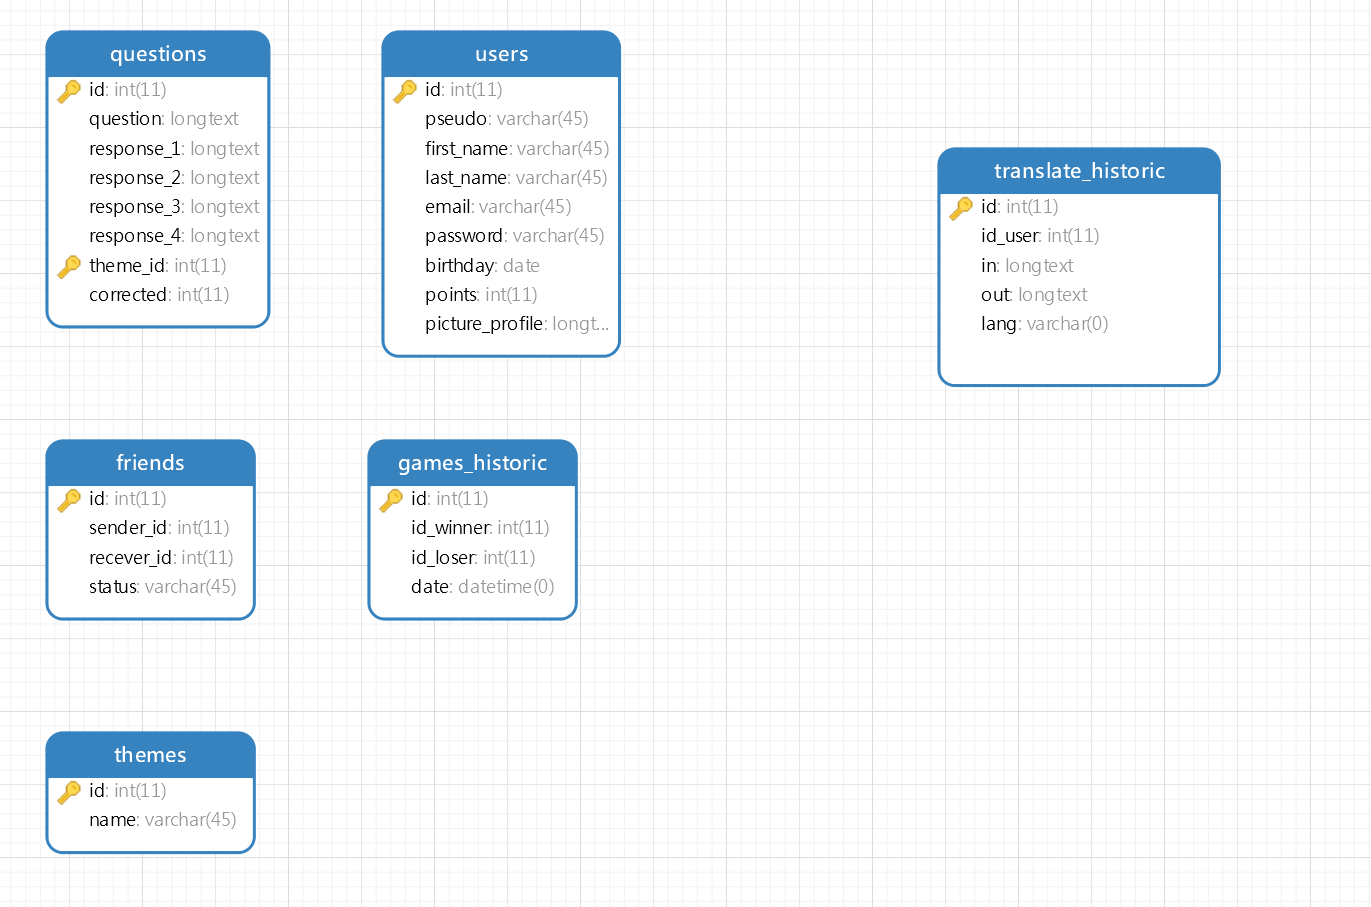 questions
id: int(11)
question: longtext
response_1: longtext
response_2: longtext
response_3: longtext
response_4: longtext
theme_id: int(11)
corrected: int(11)
users
id: int(11)
pseudo: varchar(45)
first_name: varchar(45)
last_name: varchar(45)
email: varchar(45)
password: varchar(45)
birthday: date
points: int(11)
picture_profile: longt...
translate_historic
id: int(11)
id_user: int(11)
in: longtext
out: longtext
lang: varchar(0)
friends
id: int(11)
sender_id: int(11)
recever_id: int(11)
status: varchar(45)
games_historic
id: int(11)
id_winner: int(11)
id_loser: int(11)
date: datetime(0)
themes
id: int(11)
name: varchar(45)